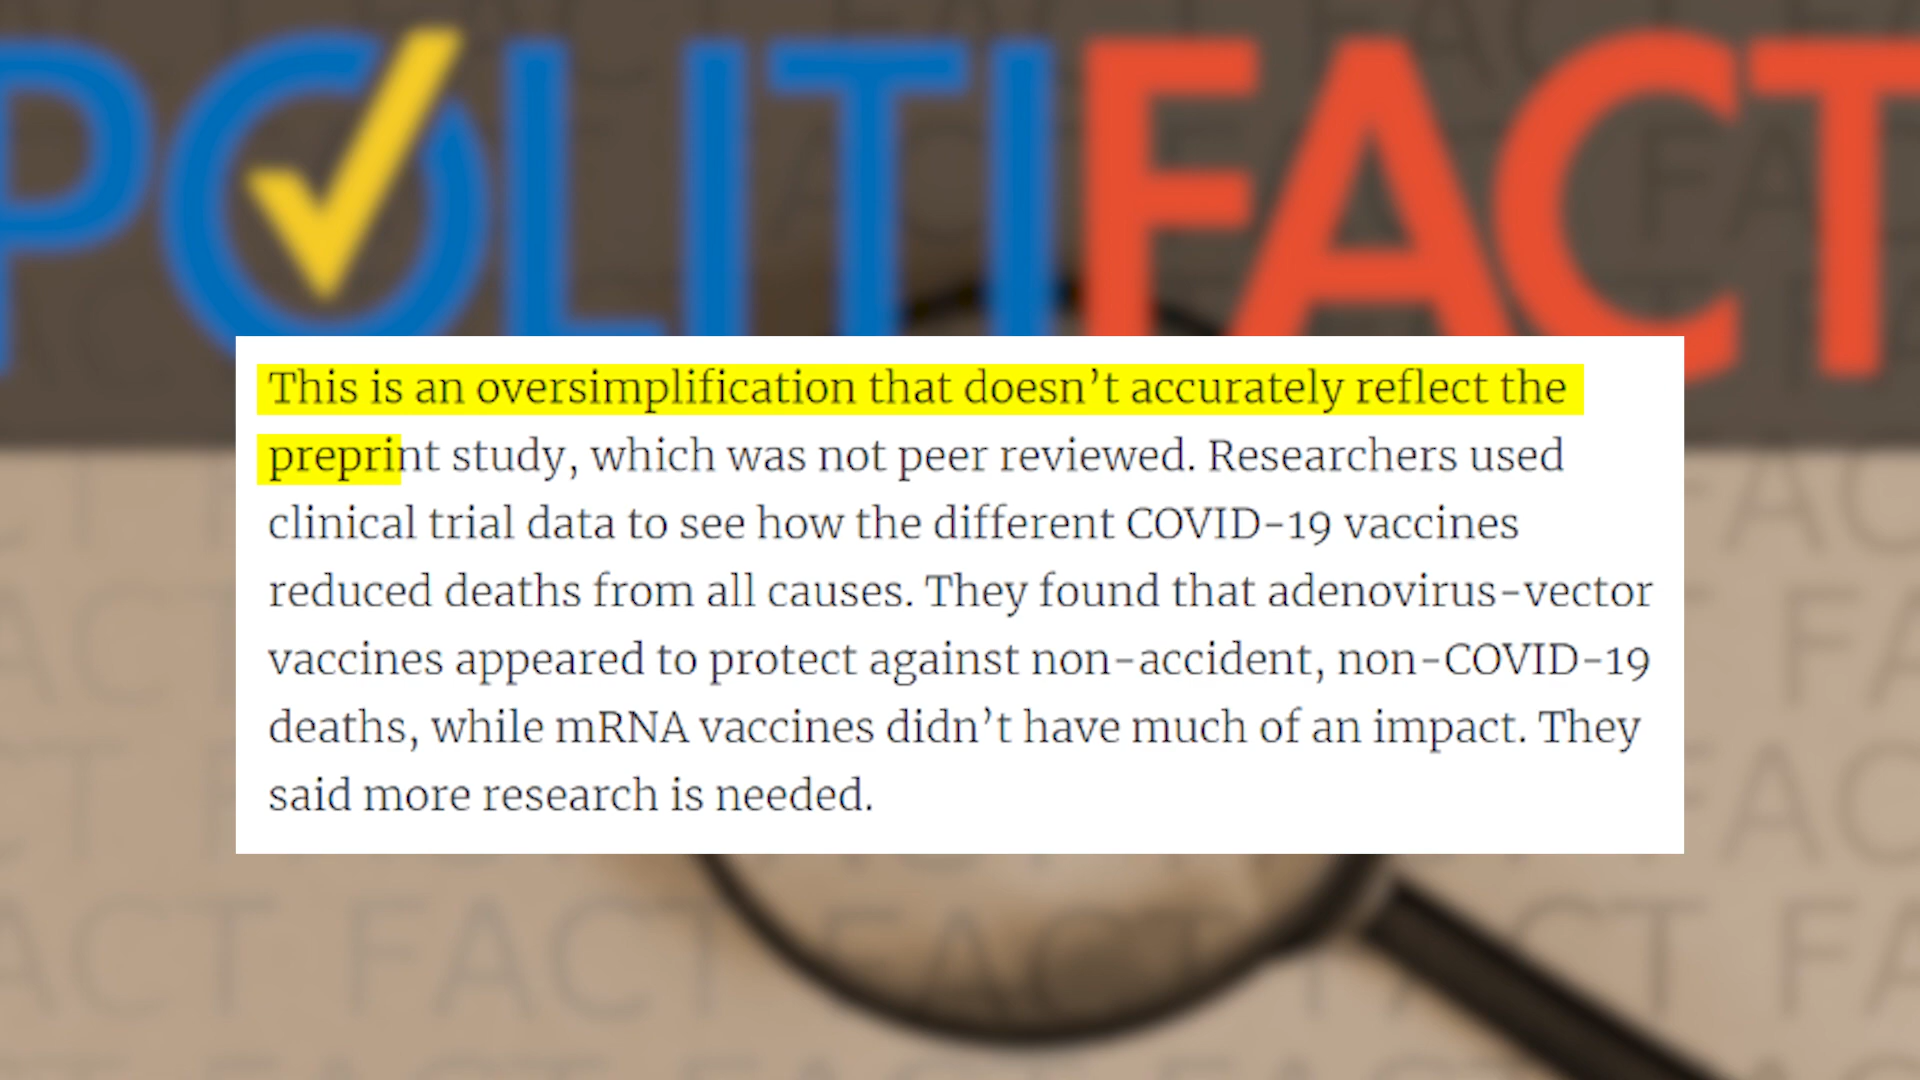 POLITIFACT
This is an oversimplification that doesn't accurately reflect the
preprint study, which was not peer reviewed. Researchers used
clinical trial data to see how the different COVID-19 vaccines
reduced deaths from all causes. They found that adenovirus-vector
vaccines appeared to protect against non-accident, non-COVID-19
deaths, while mRNA vaccines didn't have much of an impact. They
said more research is needed.